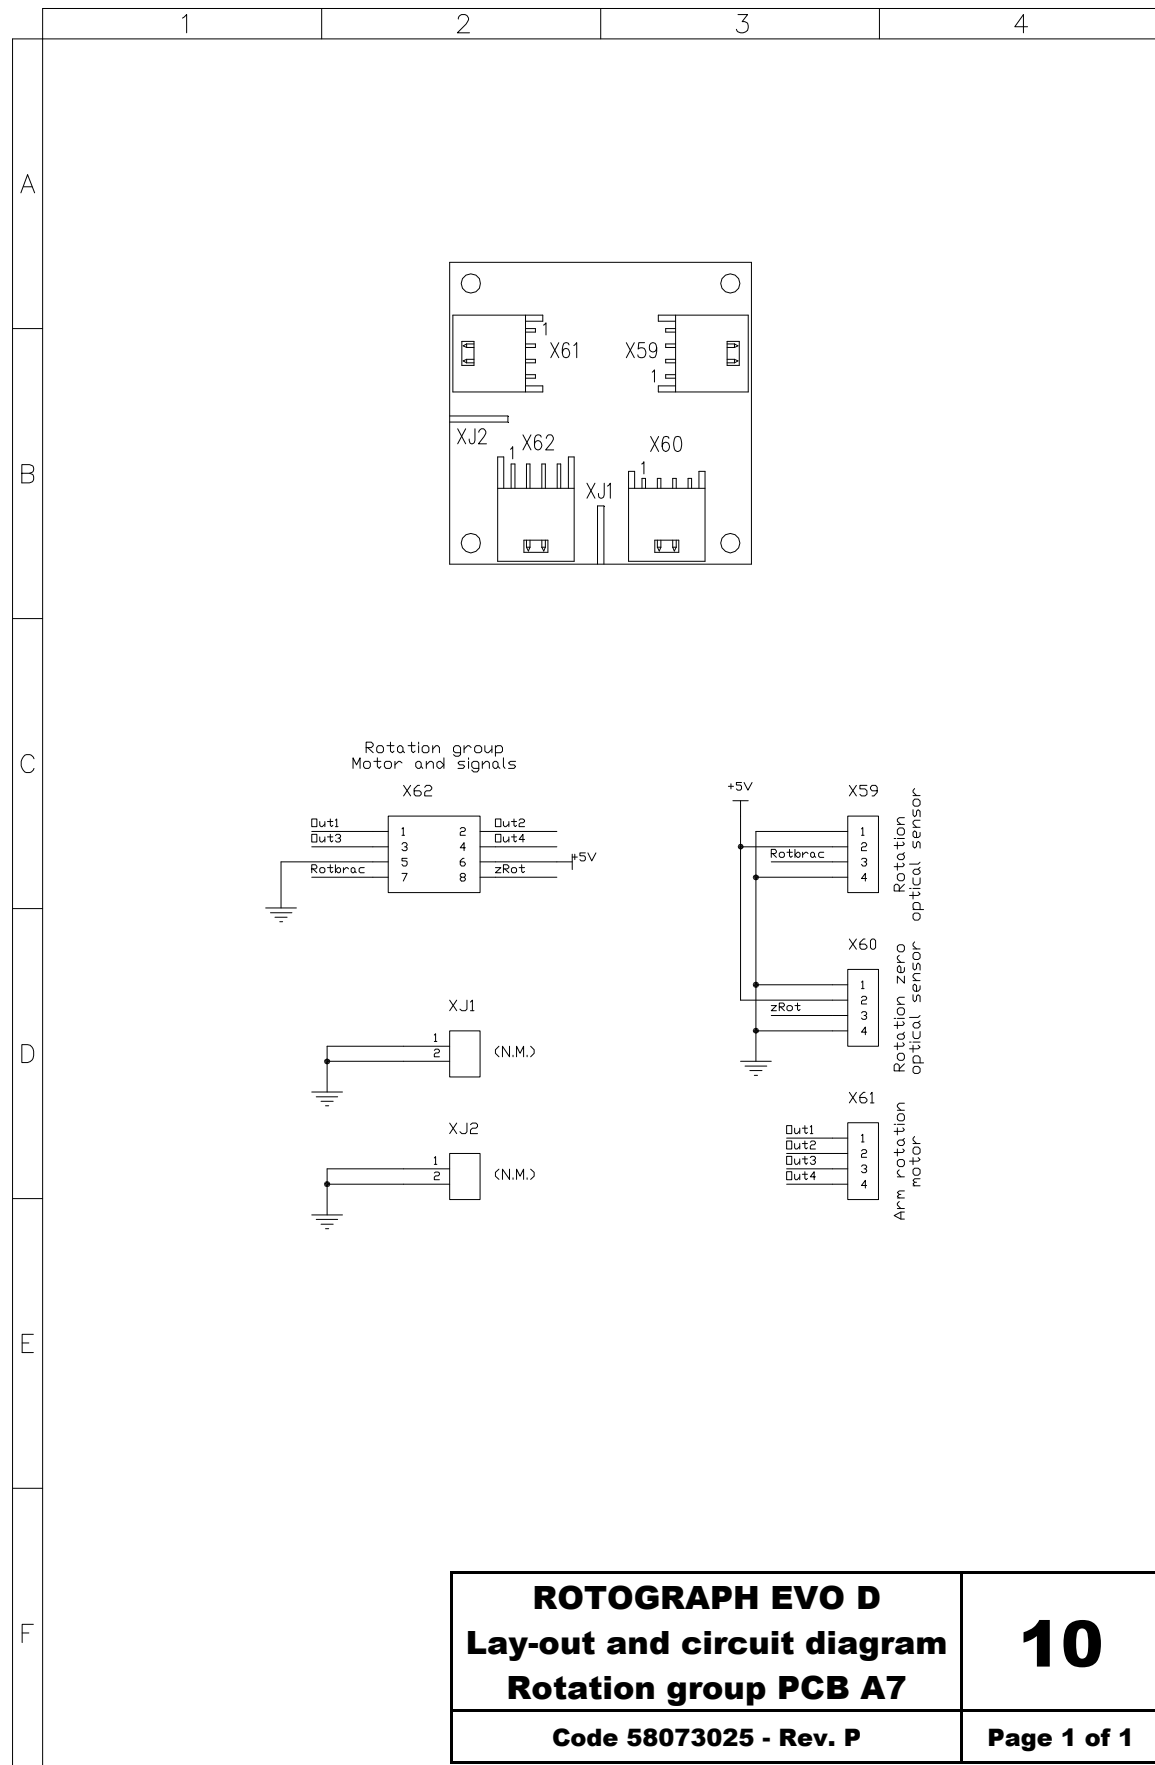 1 2 3 4
A
1
X61 X59
1
XJ2 X62 X60
1 1
B
XJ1
C
Rotation group
Motor and signals
X62 +5V X59
Out1 1 2 Out2
Out3 3 4 Out4
5 6 +5V
Rotbrac 7 8 zRot
1
2
Rotbrac 3
4
Rotation
optical sensor
X60
1
2
zRot 3
4
Rotation zero
optical sensor
D
XJ1
1
2 (N.M.)
XJ2
1
2 (N.M.)
X61
Out1 1
Out2 2
Out3 3
Out4 4
Arm rotation
motor
E
F
ROTOGRAPH EVO D
Lay-out and circuit diagram
Rotation group PCB A7
10
Code 58073025 - Rev. P
Page 1 of 1